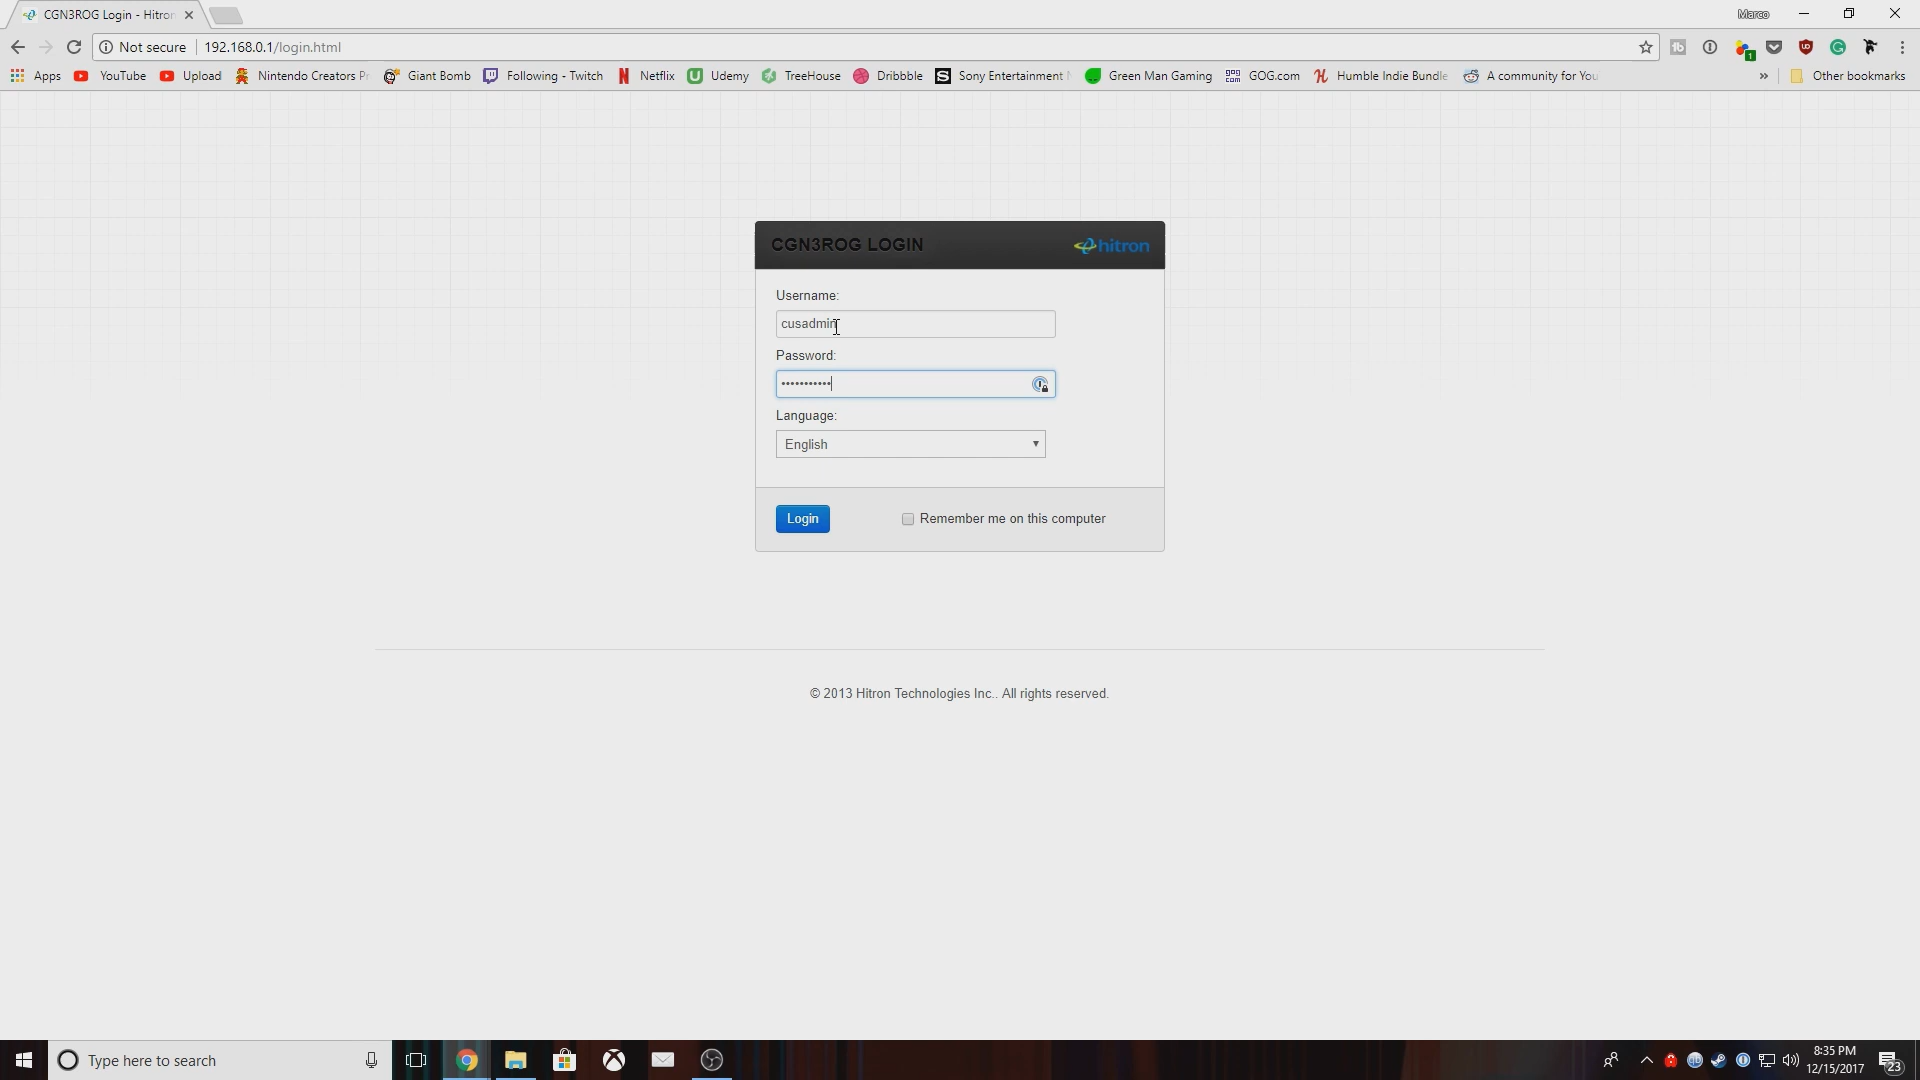 CGN3ROG Login - Hitron
Marco
Not secure 192.168.0.1/login.html
Apps YouTube Upload Nintendo Creators Pr Giant Bomb Following - Twitch Netflix Udemy TreeHouse Dribbble Sony Entertainment Green Man Gaming GOG.com Humble Indie Bundle A community for You » Other bookmarks
CGN3ROG LOGIN hitron
Username:
cusadmin
Password:
•••••••••••
Language:
English
Login Remember me on this computer
© 2013 Hitron Technologies Inc.. All rights reserved.
Type here to search
8:35 PM
12/15/2017
23